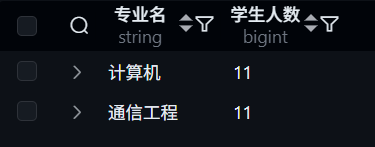 专业名 学生人数
string bigint
计算机 11
通信工程 11